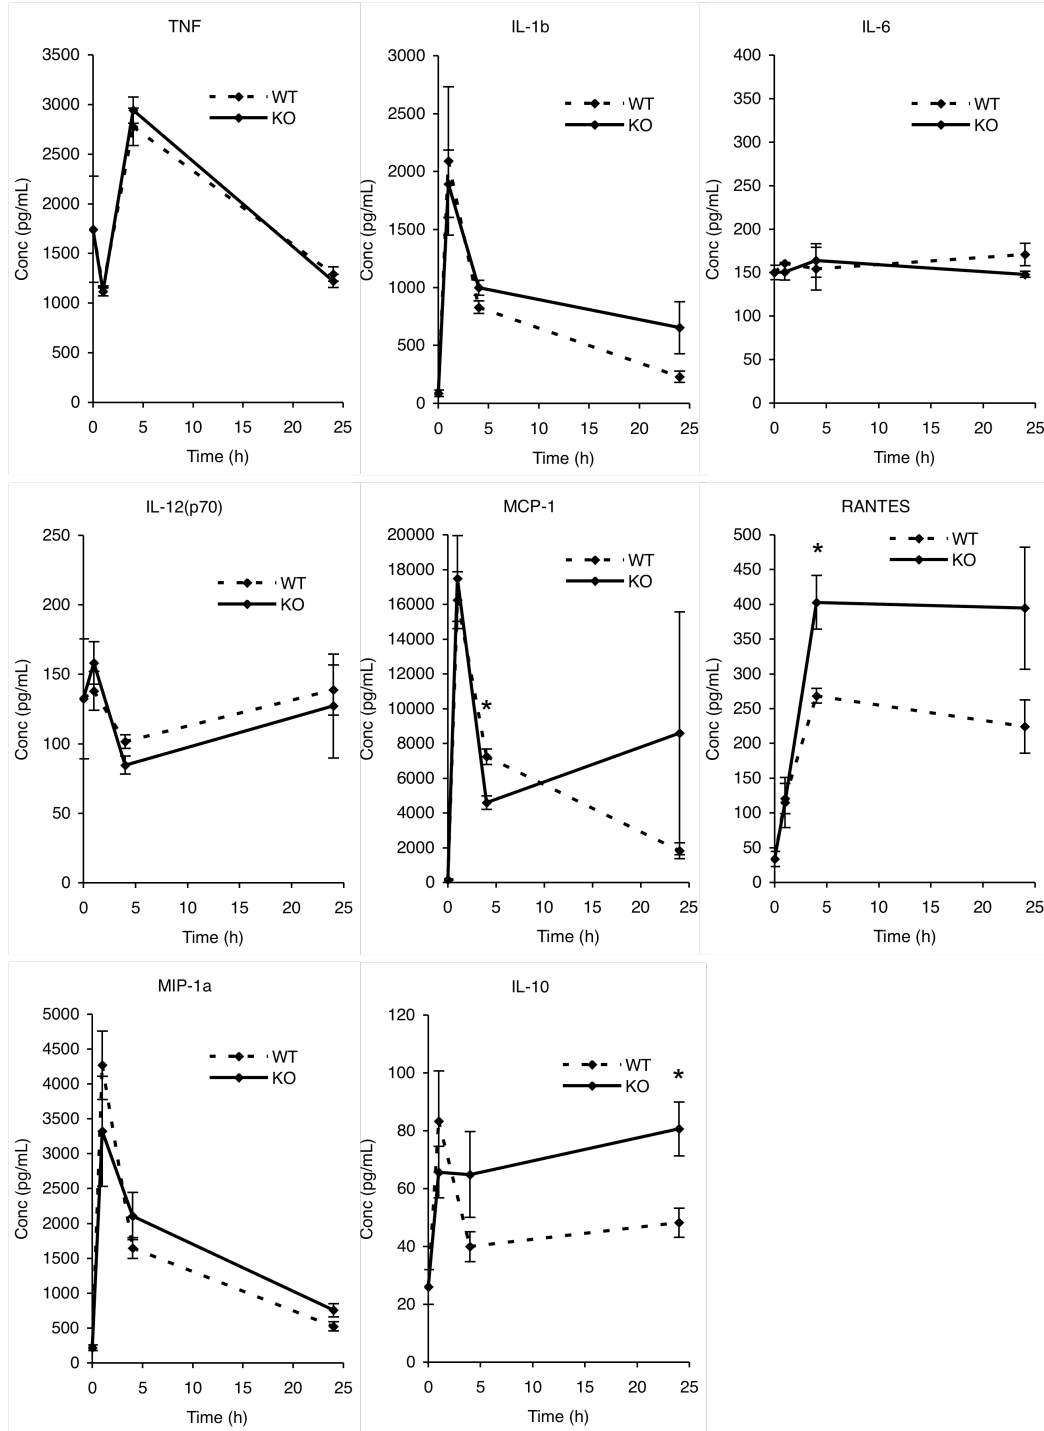 TNF
3500
3000
2500
2000
1500
1000
500
0
Conc (pg/mL)
WT
KO
0 5 10 15 20 25
Time (h)
IL-1b
3000
2500
2000
1500
1000
500
0
Conc (pg/mL)
WT
KO
0 5 10 15 20 25
Time (h)
IL-6
400
350
300
250
200
150
100
50
0
Conc (pg/mL)
WT
KO
0 5 10 15 20 25
Time (h)
IL-12(p70)
250
200
150
100
50
0
Conc (pg/mL)
WT
KO
0 5 10 15 20 25
Time (h)
MCP-1
20000
18000
16000
14000
12000
10000
8000
6000
4000
2000
0
Conc (pg/mL)
WT
KO
*
0 5 10 15 20 25
Time (h)
RANTES
500
450
400
350
300
250
200
150
100
50
0
Conc (pg/mL)
WT
KO
*
0 5 10 15 20 25
Time (h)
MIP-1a
5000
4500
4000
3500
3000
2500
2000
1500
1000
500
0
Conc (pg/mL)
WT
KO
0 5 10 15 20 25
Time (h)
IL-10
120
100
80
60
40
20
0
Conc (pg/mL)
WT
KO
*
0 5 10 15 20 25
Time (h)